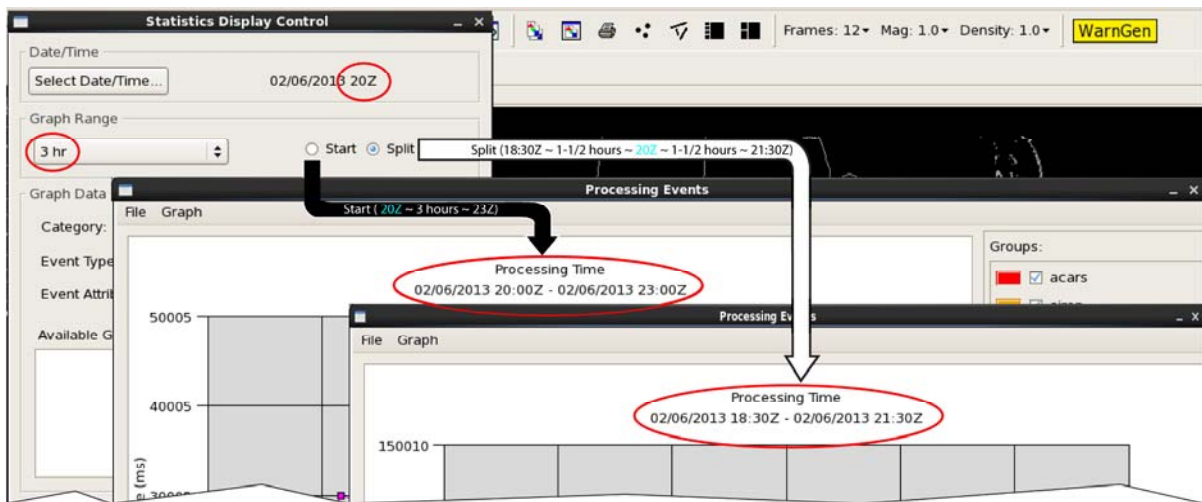 Statistics Display Control
Frames: 12 Mag: 1.0 Density: 1.0 WarnGen
Date/Time
Select Date/Time... 02/06/2013 20Z
Graph Range
3 hr Start Split Split (18:30Z ~ 1-1/2 hours ~ 20Z ~ 1-1/2 hours ~ 21:30Z)
Graph Data
Category:
Event Type
Event Attrib
Available G
Processing Events
File Graph
Start ( 20Z ~ 3 hours ~ 23Z)
Processing Time
02/06/2013 20:00Z - 02/06/2013 23:00Z
Groups:
acars
50005
40005
30005
e (ms)
Processing Ev s
File Graph
Processing Time
02/06/2013 18:30Z - 02/06/2013 21:30Z
150010